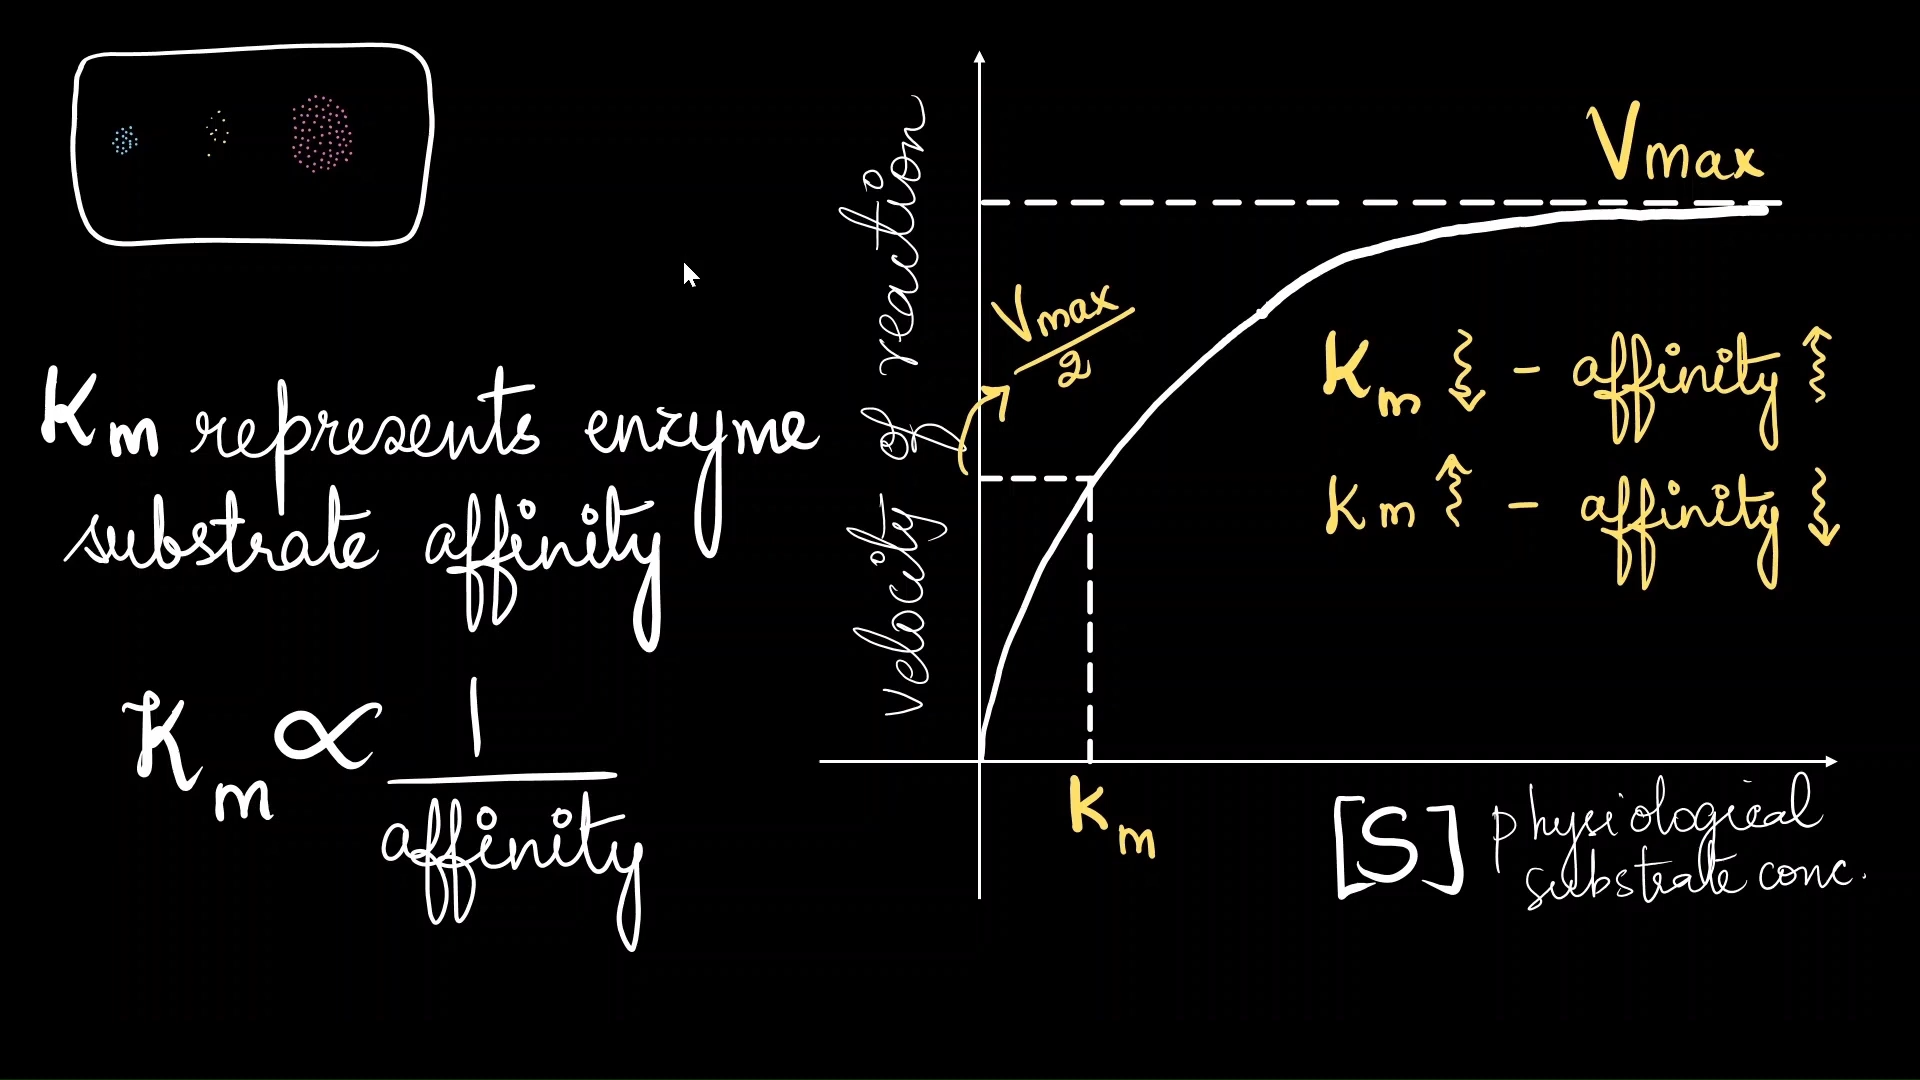 Km represents enzyme
substrate affinity
Km ∝ 1
affinity
Velocity of reaction
Vmax
Vmax
2
Km ↓ - affinity ↑
Km ↑ - affinity ↓
Km
[S] physiological
substrate conc.